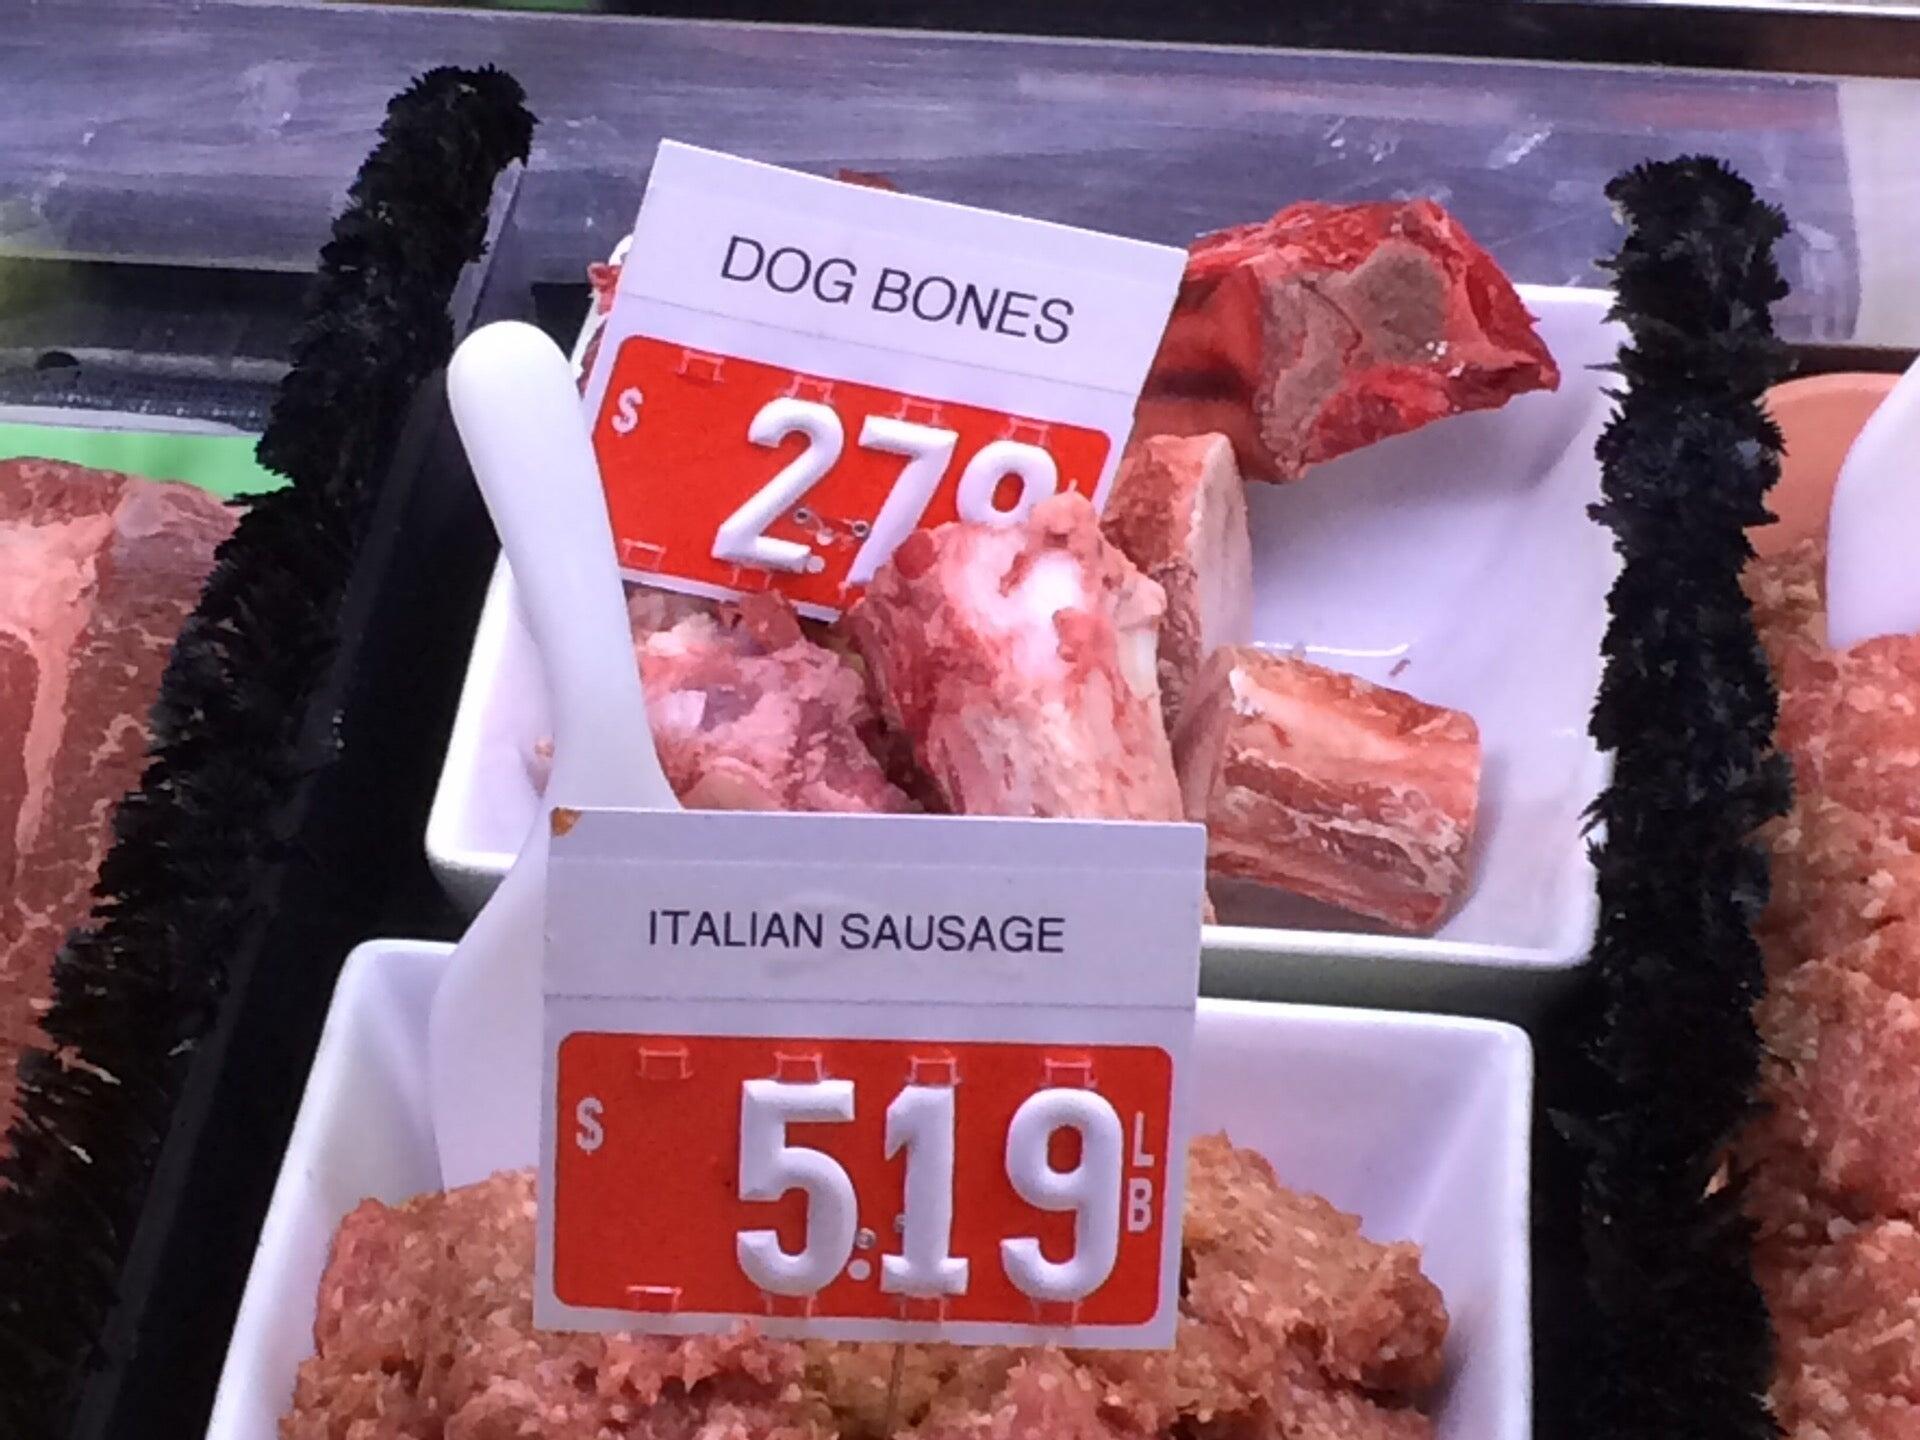 DOG BONES
$ 2.79
ITALIAN SAUSAGE
$ 5.19 LB